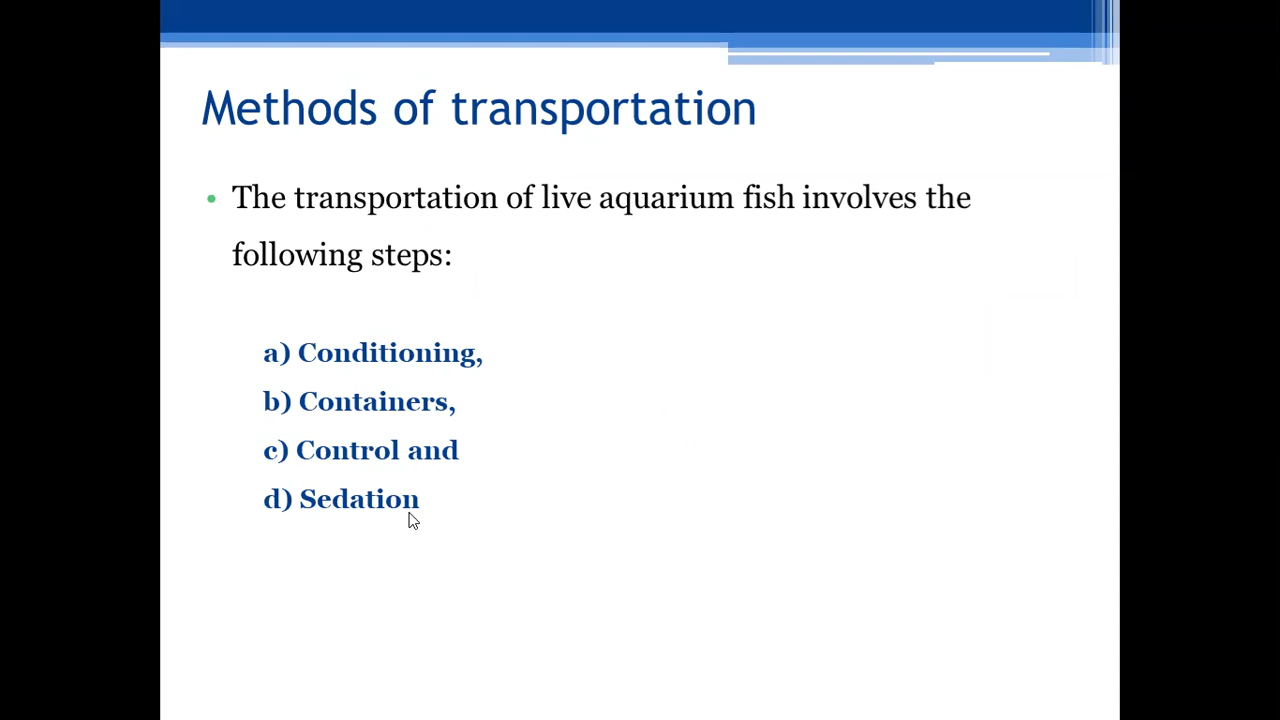 Methods of transportation
• The transportation of live aquarium fish involves the
following steps:
a) Conditioning,
b) Containers,
c) Control and
d) Sedation